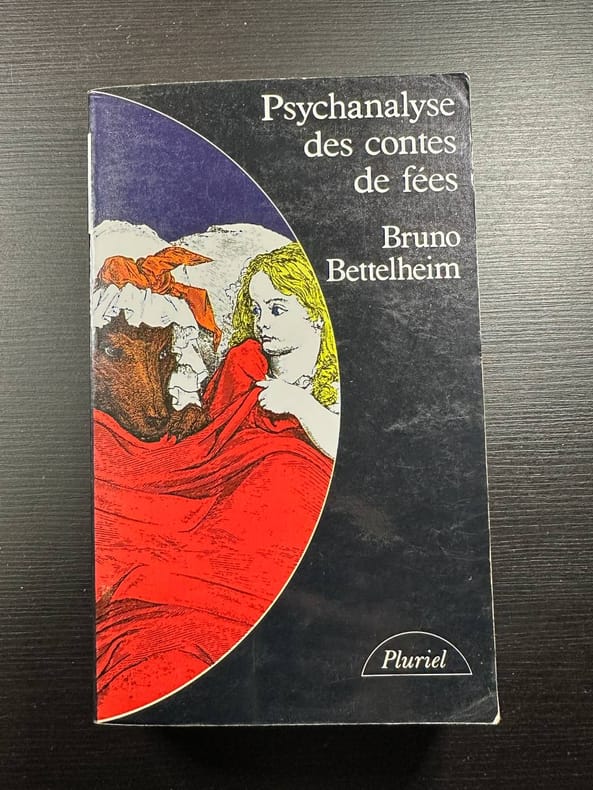 Psychanalyse
des contes
de fées
Bruno
Bettelheim
Pluriel